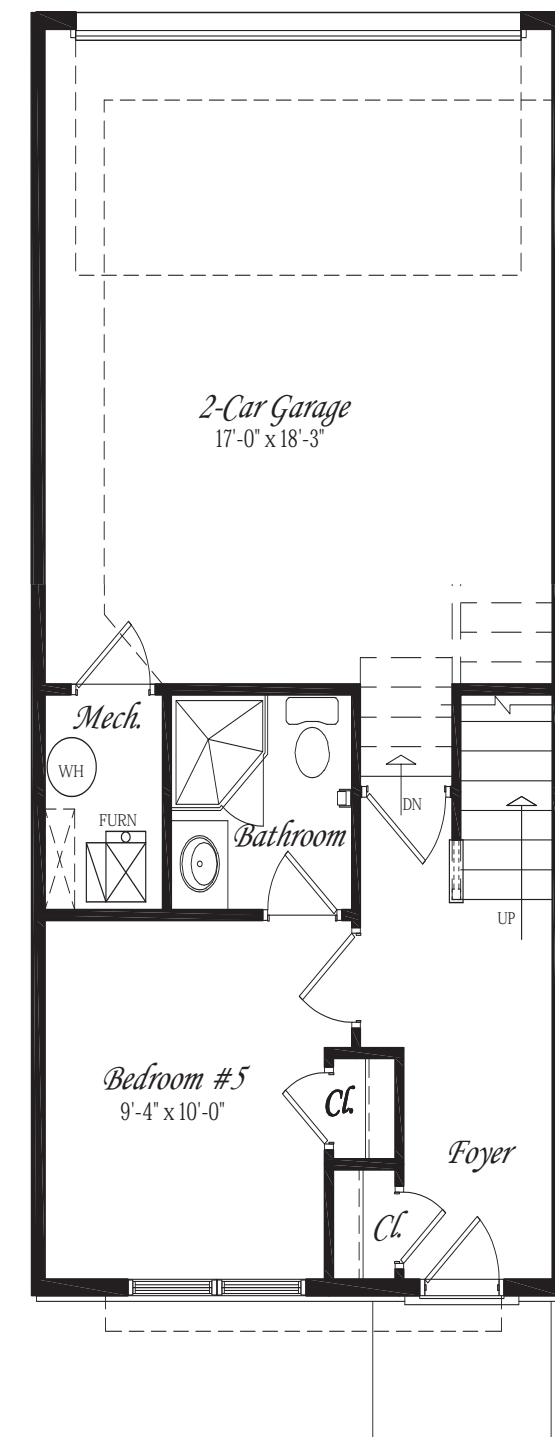 2-Car Garage
17'-0" x 18'-3"
Mech.
WH
FURN
Bathroom
DN
UP
Bedroom #5
9'-4" x 10'-0"
Cl.
Foyer
Cl.